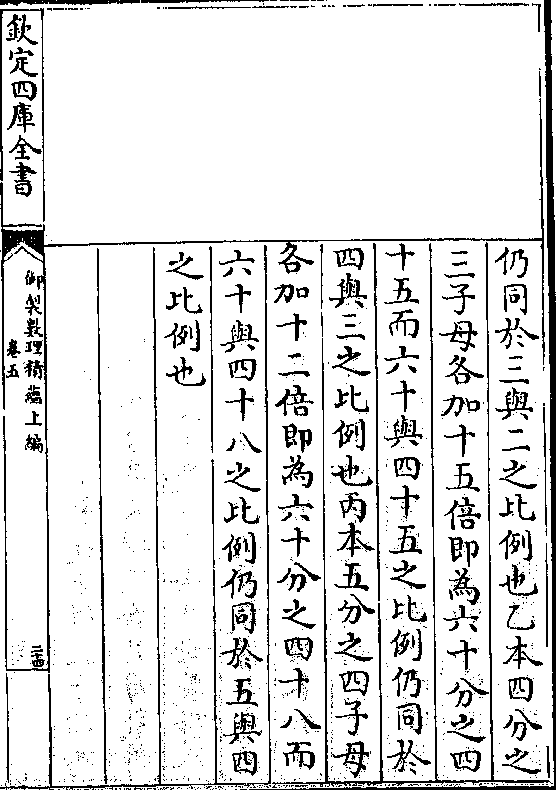 仍同於三與二之比例也乙本四分之
三子母各加十五倍即為六十分之四
十五而六十與四十五之比例仍同於
四與三之比例也丙本五分之四子母
各加十二倍即為六十分之四十八而
六十與四十八之比例仍同於五與四
之比例也
欽定四庫全書
御製數理精蘊上編
卷五
三四